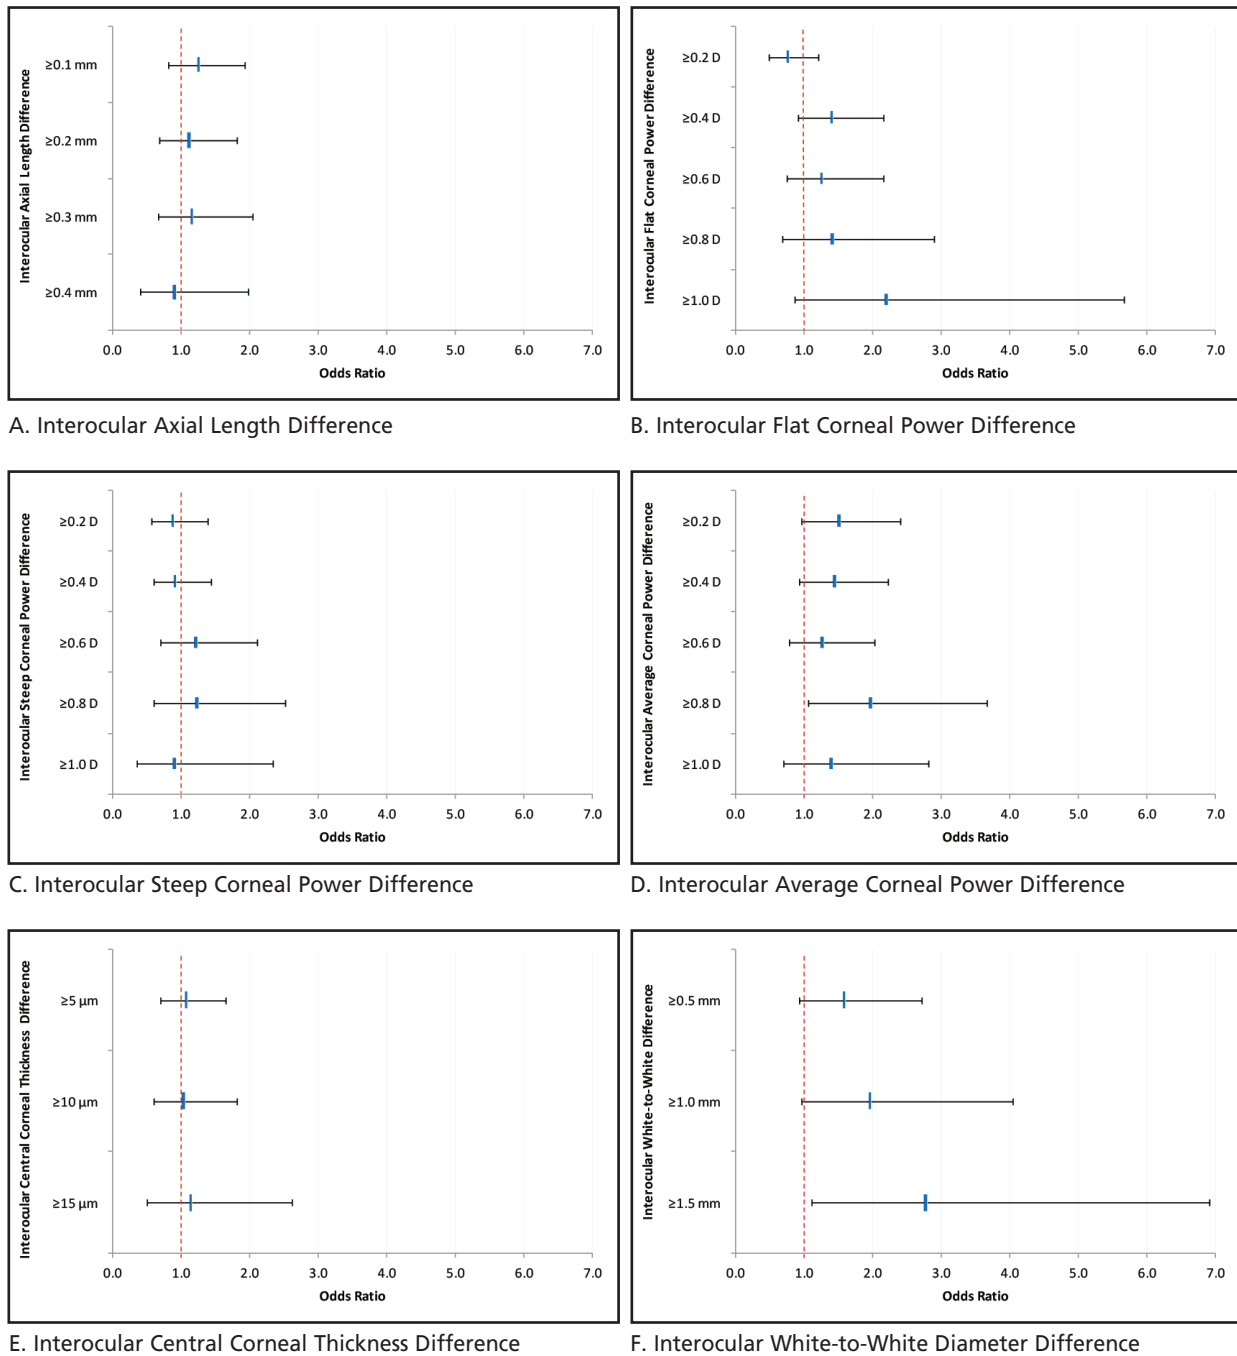 Interocular Axial Length Difference
≥0.1 mm
≥0.2 mm
≥0.3 mm
≥0.4 mm
0.0 1.0 2.0 3.0 4.0 5.0 6.0 7.0
Odds Ratio
A. Interocular Axial Length Difference
Interocular Flat Corneal Power Difference
≥0.2 D
≥0.4 D
≥0.6 D
≥0.8 D
≥1.0 D
0.0 1.0 2.0 3.0 4.0 5.0 6.0 7.0
Odds Ratio
B. Interocular Flat Corneal Power Difference
Interocular Steep Corneal Power Difference
≥0.2 D
≥0.4 D
≥0.6 D
≥0.8 D
≥1.0 D
0.0 1.0 2.0 3.0 4.0 5.0 6.0 7.0
Odds Ratio
C. Interocular Steep Corneal Power Difference
Interocular Average Corneal Power Difference
≥0.2 D
≥0.4 D
≥0.6 D
≥0.8 D
≥1.0 D
0.0 1.0 2.0 3.0 4.0 5.0 6.0 7.0
Odds Ratio
D. Interocular Average Corneal Power Difference
Interocular Central Corneal Thickness Difference
≥5 µm
≥10 µm
≥15 µm
0.0 1.0 2.0 3.0 4.0 5.0 6.0 7.0
Odds Ratio
E. Interocular Central Corneal Thickness Difference
Interocular White-to-White Difference
≥0.5 mm
≥1.0 mm
≥1.5 mm
0.0 1.0 2.0 3.0 4.0 5.0 6.0 7.0
Odds Ratio
F. Interocular White-to-White Diameter Difference